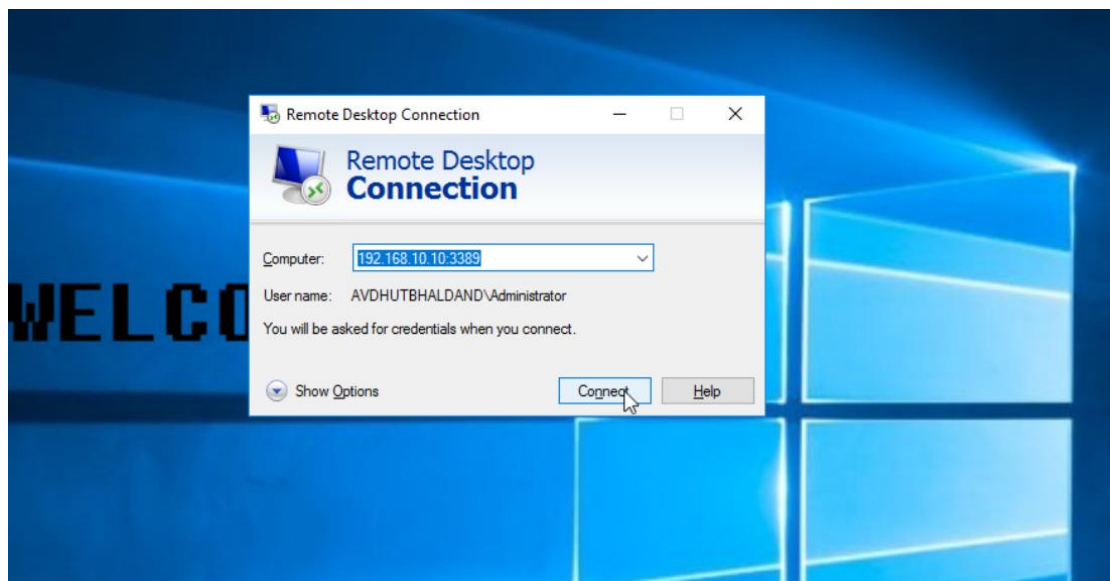 Remote Desktop Connection
Remote Desktop
Connection
Computer: 192.168.10.10:3389
User name: AVDHUTBHALDAND\Administrator
WELCO
You will be asked for credentials when you connect.
Show Options Connect Help